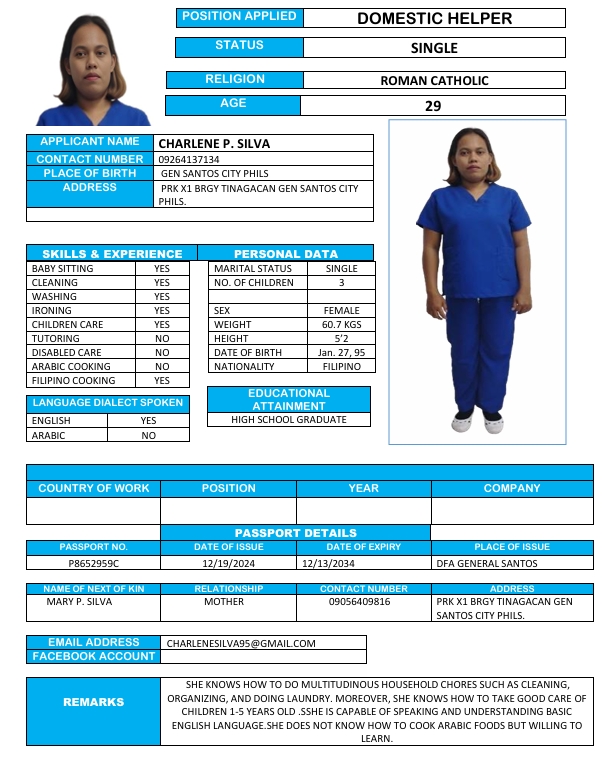 POSITION APPLIED DOMESTIC HELPER
STATUS SINGLE
RELIGION ROMAN CATHOLIC
AGE 29
APPLICANT NAME CHARLENE P. SILVA
CONTACT NUMBER 09264137134
PLACE OF BIRTH GEN SANTOS CITY PHILS
ADDRESS PRK X1 BRGY TINAGACAN GEN SANTOS CITY
PHILS.
SKILLS & EXPERIENCE PERSONAL DATA
BABY SITTING YES MARITAL STATUS SINGLE
CLEANING YES NO. OF CHILDREN 3
WASHING YES
IRONING YES SEX FEMALE
CHILDREN CARE YES WEIGHT 60.7 KGS
TUTORING NO HEIGHT 5'2
DISABLED CARE NO DATE OF BIRTH Jan. 27, 95
ARABIC COOKING NO NATIONALITY FILIPINO
FILIPINO COOKING YES
EDUCATIONAL
ATTAINMENT
HIGH SCHOOL GRADUATE
LANGUAGE DIALECT SPOKEN
ENGLISH YES
ARABIC NO
COUNTRY OF WORK POSITION YEAR COMPANY
PASSPORT DETAILS
PASSPORT NO. DATE OF ISSUE DATE OF EXPIRY PLACE OF ISSUE
P8652959C 12/19/2024 12/13/2034 DFA GENERAL SANTOS
NAME OF NEXT OF KIN RELATIONSHIP CONTACT NUMBER ADDRESS
MARY P. SILVA MOTHER 09056409816 PRK X1 BRGY TINAGACAN GEN
SANTOS CITY PHILS.
EMAIL ADDRESS CHARLENESILVA95@GMAIL.COM
FACEBOOK ACCOUNT
REMARKS
SHE KNOWS HOW TO DO MULTITUDINOUS HOUSEHOLD CHORES SUCH AS CLEANING,
ORGANIZING, AND DOING LAUNDRY. MOREOVER, SHE KNOWS HOW TO TAKE GOOD CARE OF
CHILDREN 1-5 YEARS OLD .SSHE IS CAPABLE OF SPEAKING AND UNDERSTANDING BASIC
ENGLISH LANGUAGE.SHE DOES NOT KNOW HOW TO COOK ARABIC FOODS BUT WILLING TO
LEARN.